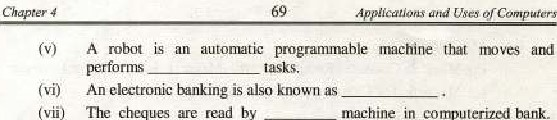 Chapter 4 69 Applications and Uses of Computers
(v) A robot is an automatic programmable machine that moves and
performs ____________ tasks.
(vi) An electronic banking is also known as ____________ .
(vii) The cheques are read by _________ machine in computerized bank.